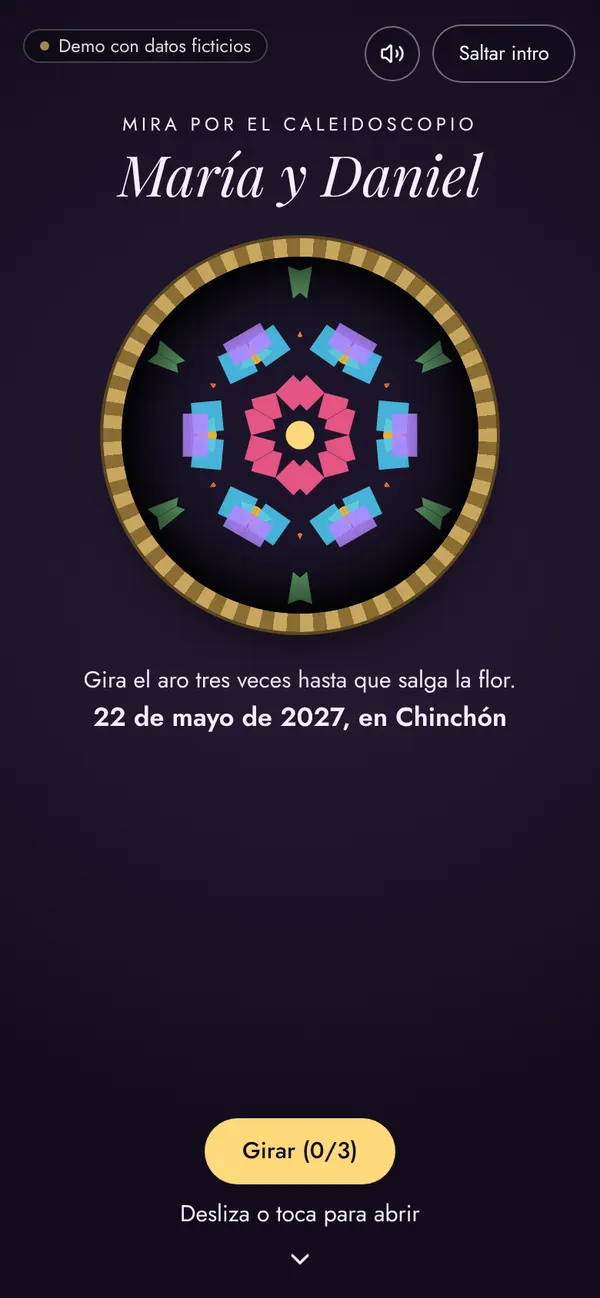 Demo con datos ficticios
Saltar intro
MIRA POR EL CALEIDOSCOPIO
María y Daniel
Gira el aro tres veces hasta que salga la flor.
22 de mayo de 2027, en Chinchón
Girar (0/3)
Desliza o toca para abrir